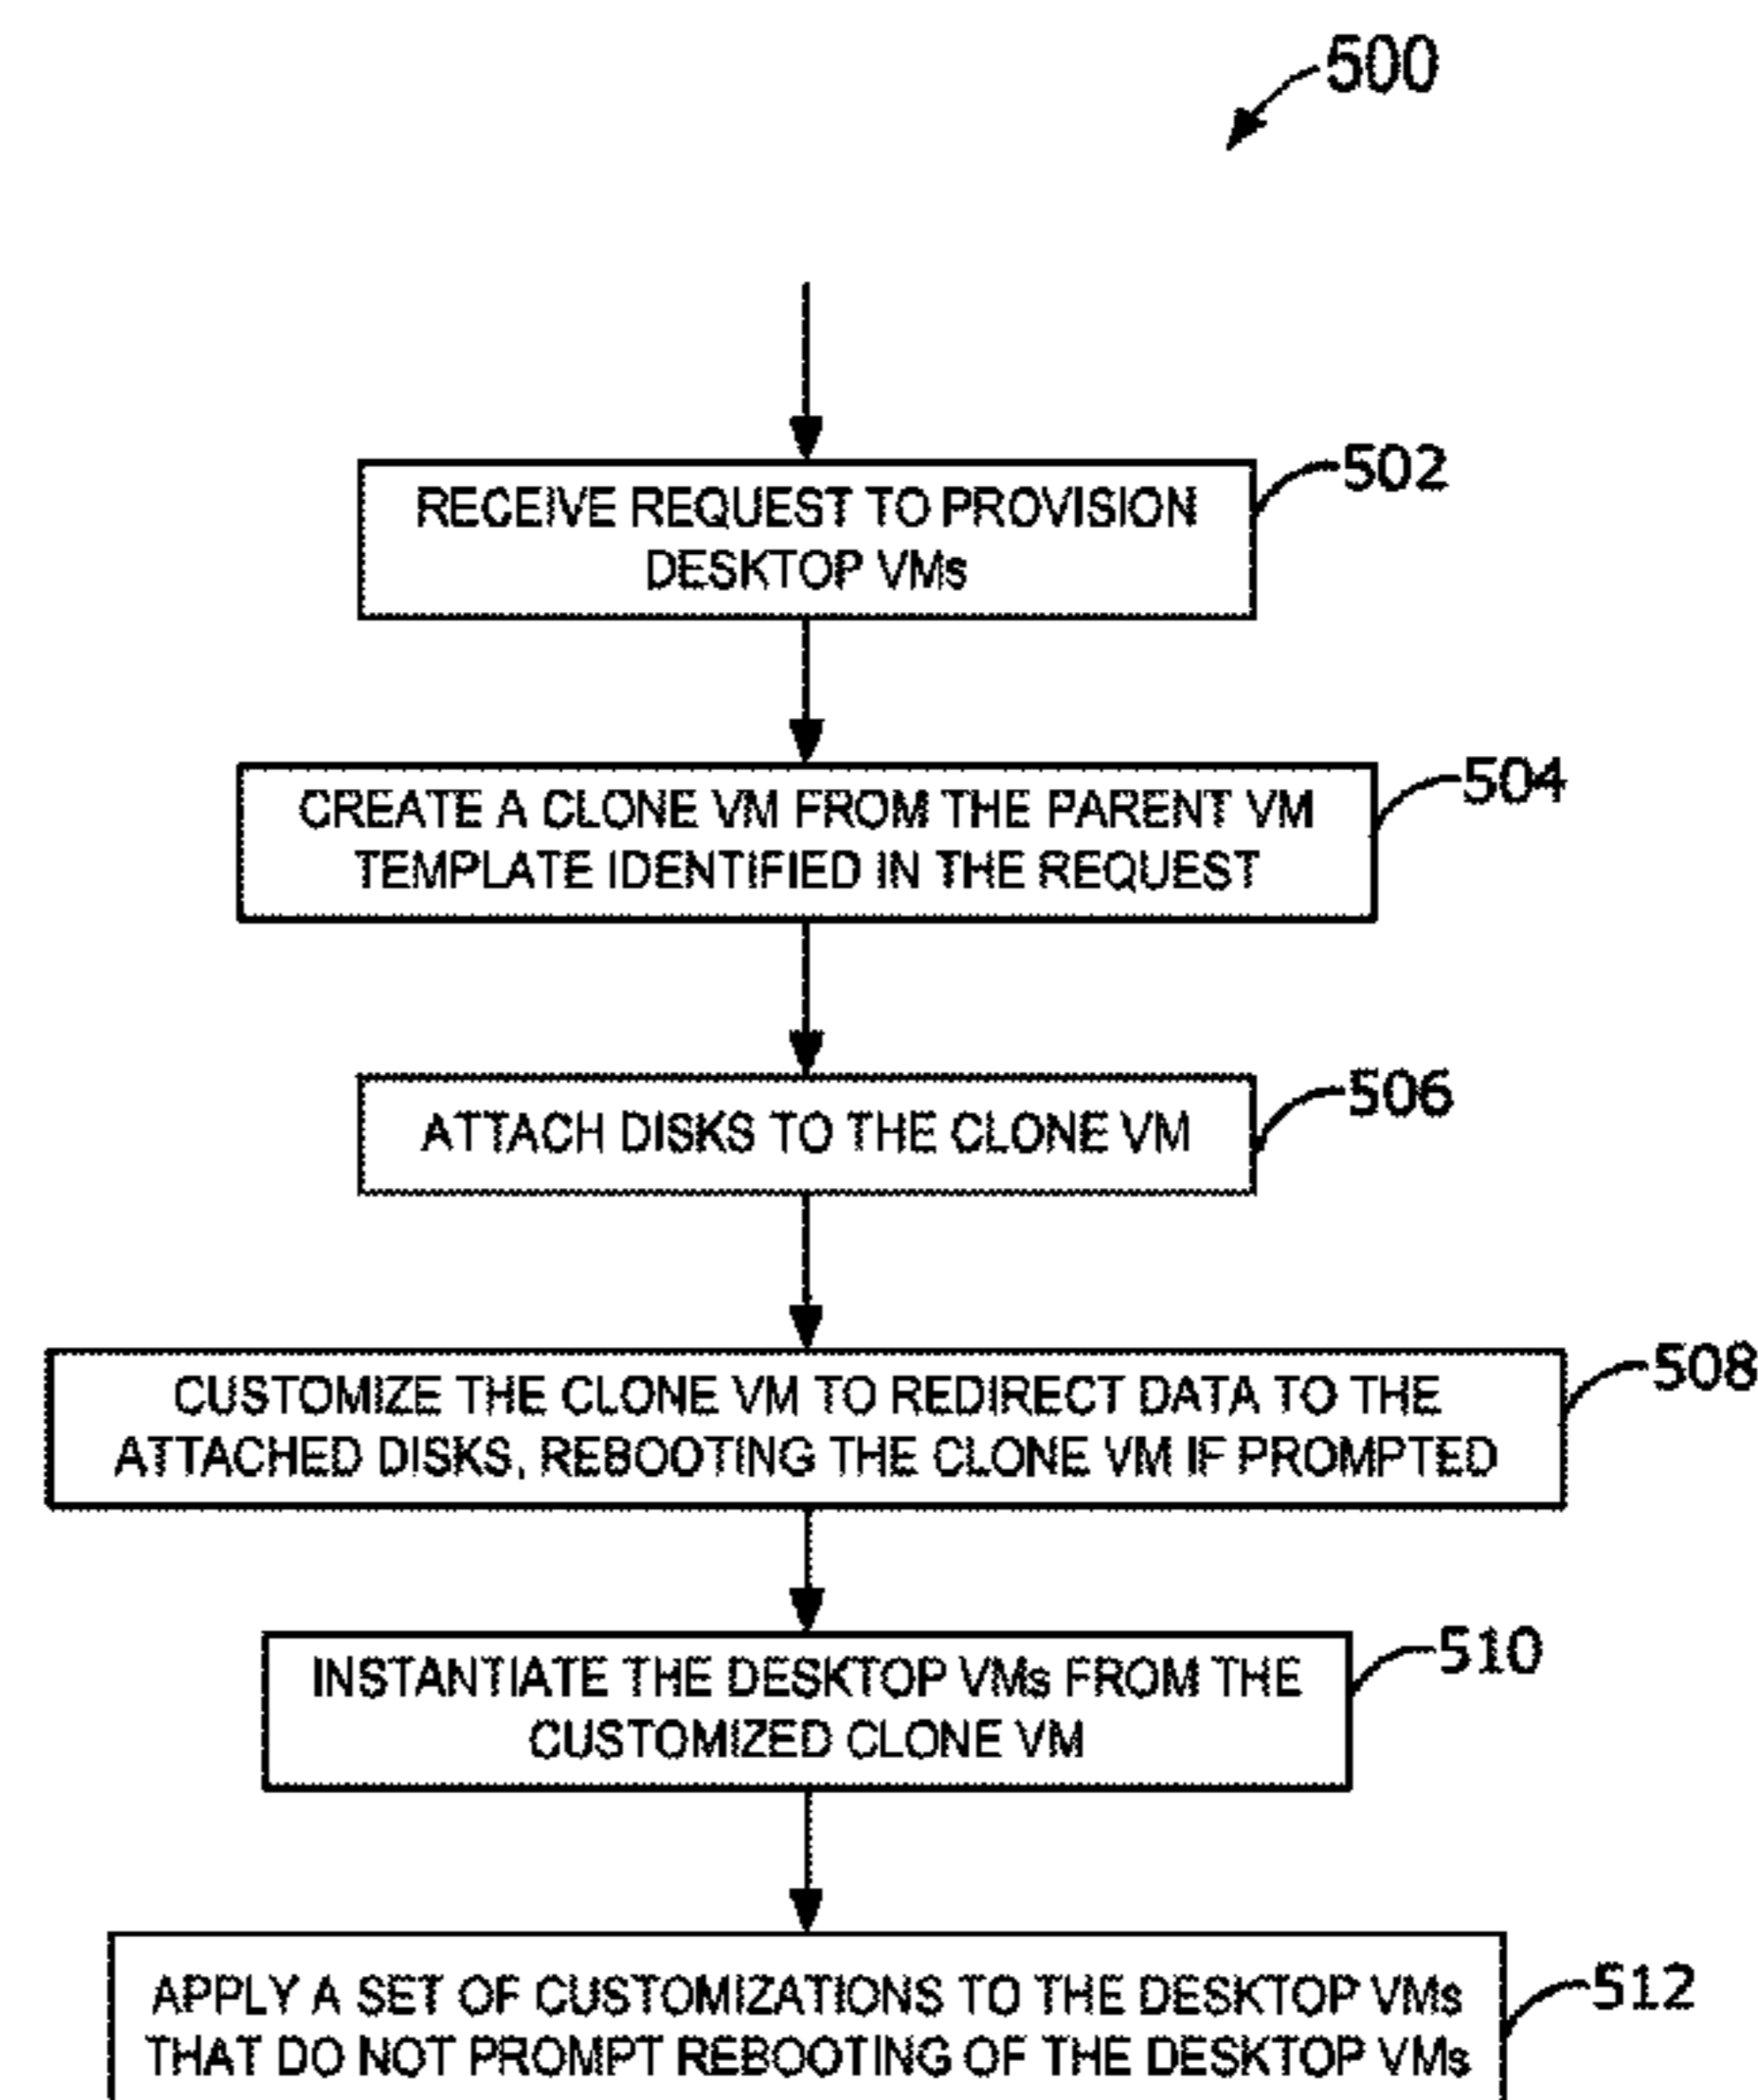 500
RECEIVE REQUEST TO PROVISION
DESKTOP VMs
502
CREATE A CLONE VM FROM THE PARENT VM
TEMPLATE IDENTIFIED IN THE REQUEST
504
ATTACH DISKS TO THE CLONE VM
506
CUSTOMIZE THE CLONE VM TO REDIRECT DATA TO THE
ATTACHED DISKS, REBOOTING THE CLONE VM IF PROMPTED
508
INSTANTIATE THE DESKTOP VMs FROM THE
CUSTOMIZED CLONE VM
510
APPLY A SET OF CUSTOMIZATIONS TO THE DESKTOP VMs
THAT DO NOT PROMPT REBOOTING OF THE DESKTOP VMs
512